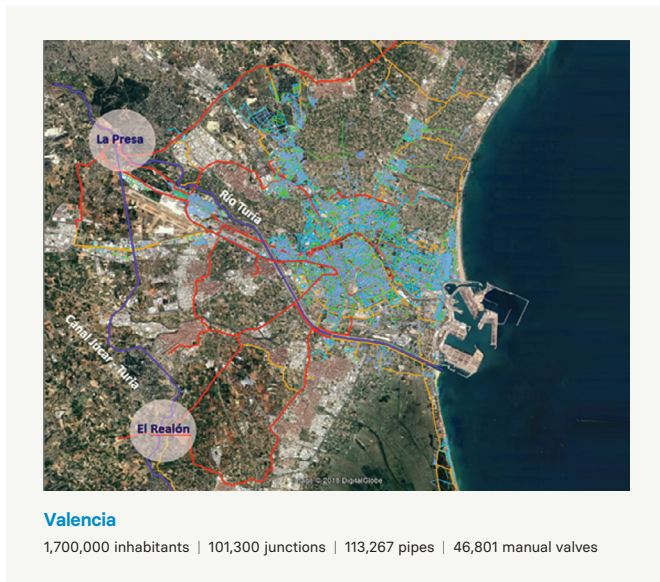 La Presa
Río Turia
Canal Júcar - Turia
El Realón
© 2018 DigitalGlobe
Valencia
1,700,000 inhabitants | 101,300 junctions | 113,267 pipes | 46,801 manual valves